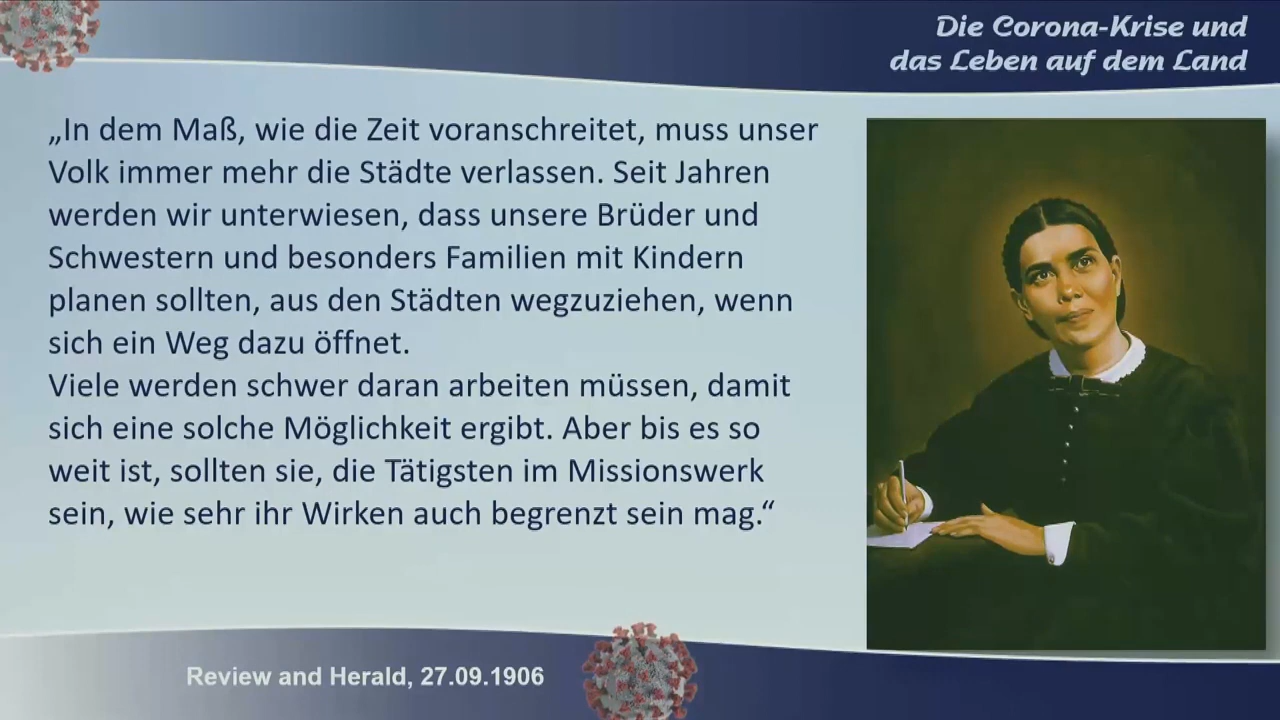 Die Corona-Krise und
das Leben auf dem Land
„In dem Maß, wie die Zeit voranschreitet, muss unser
Volk immer mehr die Städte verlassen. Seit Jahren
werden wir unterwiesen, dass unsere Brüder und
Schwestern und besonders Familien mit Kindern
planen sollten, aus den Städten wegzuziehen, wenn
sich ein Weg dazu öffnet.
Viele werden schwer daran arbeiten müssen, damit
sich eine solche Möglichkeit ergibt. Aber bis es so
weit ist, sollten sie, die Tätigsten im Missionswerk
sein, wie sehr ihr Wirken auch begrenzt sein mag.“
Review and Herald, 27.09.1906